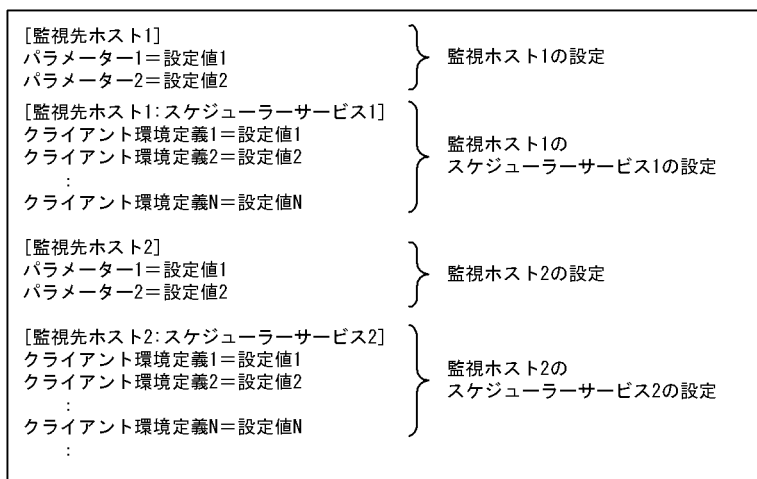 [監視先ホスト1]
パラメーター1＝設定値1
パラメーター2＝設定値2
監視ホスト1の設定
[監視先ホスト1:スケジューラーサービス1]
クライアント環境定義1＝設定値1
クライアント環境定義2＝設定値2
:
クライアント環境定義N＝設定値N
監視ホスト1の
スケジューラーサービス1の設定
[監視先ホスト2]
パラメーター1＝設定値1
パラメーター2＝設定値2
監視ホスト2の設定
[監視先ホスト2:スケジューラーサービス2]
クライアント環境定義1＝設定値1
クライアント環境定義2＝設定値2
:
クライアント環境定義N＝設定値N
:
監視ホスト2の
スケジューラーサービス2の設定